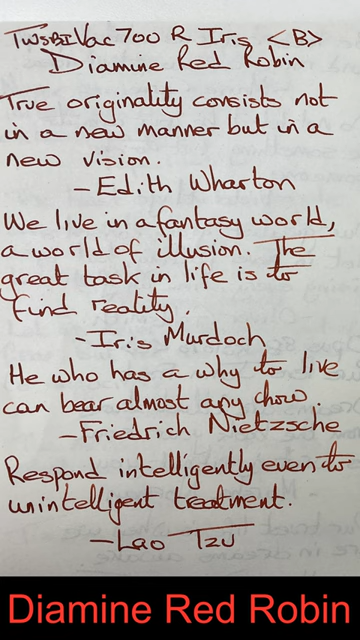 TWSBI Vac 700 R Iris <B>
Diamine Red Robin
True originality consists not
in a new manner but in a
new vision.
- Edith Wharton
We live in a fantasy world,
a world of illusion. The
great task in life is to
find reality.
- Iris Murdoch
He who has a why to live
can bear almost any chow.
- Friedrich Nietzsche
Respond intelligently even to
unintelligent treatment.
- Lao Tzu
Diamine Red Robin